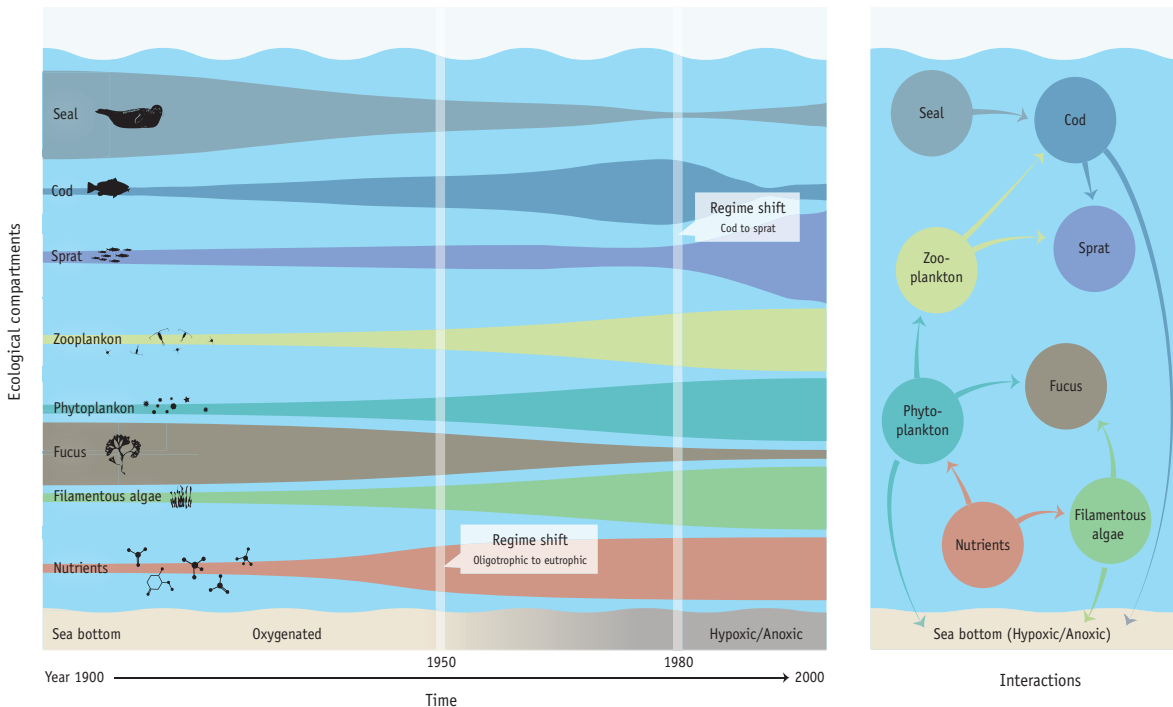 Ecological compartments
Seal
Cod
Sprat
Zooplankon
Phytoplankon
Fucus
Filamentous algae
Nutrients
Regime shift
Cod to sprat
Regime shift
Oligotrophic to eutrophic
Sea bottom
Oxygenated
Hypoxic/Anoxic
Year 1900
1950
1980
2000
Time
Seal
Cod
Zoo-
plankton
Sprat
Fucus
Phyto-
plankton
Filamentous
algae
Nutrients
Sea bottom (Hypoxic/Anoxic)
Interactions